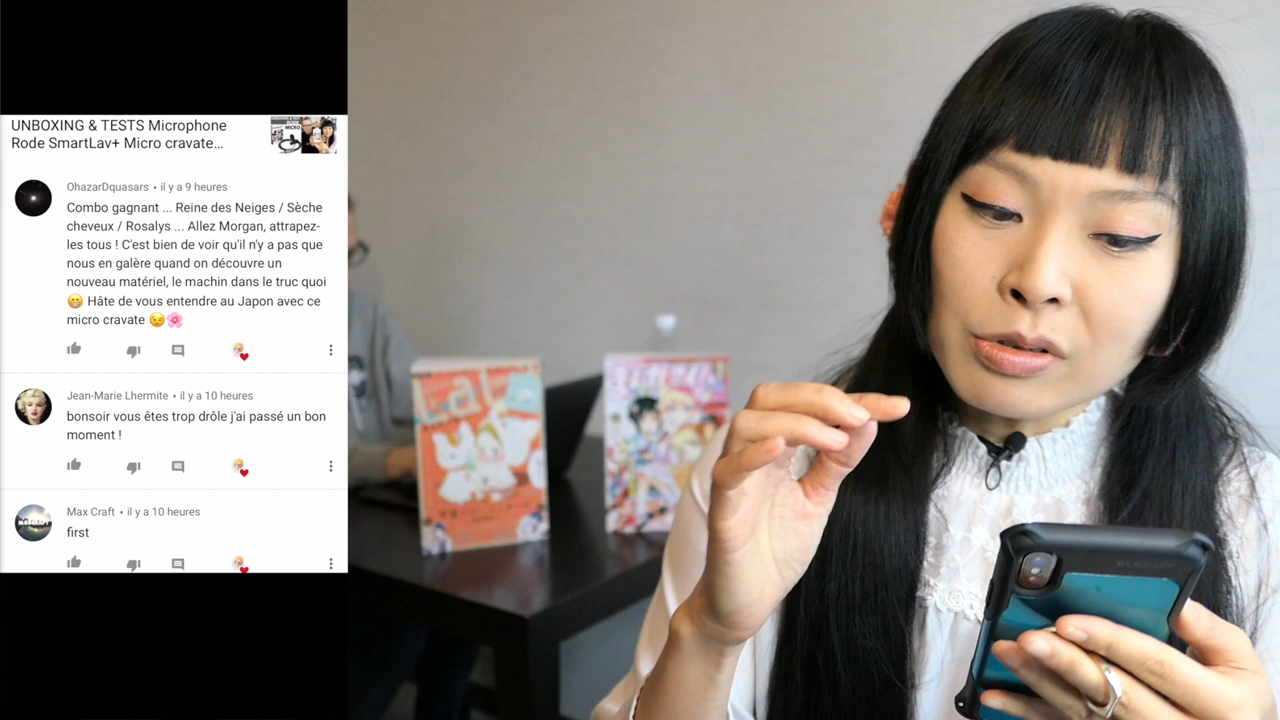 UNBOXING & TESTS Microphone
Rode SmartLav+ Micro cravate…
MICRO
OhazarDquasars • il y a 9 heures
Combo gagnant ... Reine des Neiges / Sèche
cheveux / Rosalys ... Allez Morgan, attrapez-
les tous ! C'est bien de voir qu'il n'y a pas que
nous en galère quand on découvre un
nouveau matériel, le machin dans le truc quoi
😁 Hâte de vous entendre au Japon avec ce
micro cravate 😉🌸
Jean-Marie Lhermite • il y a 10 heures
bonsoir vous êtes trop drôle j'ai passé un bon
moment !
Max Craft • il y a 10 heures
first
LaLa
ELECOM